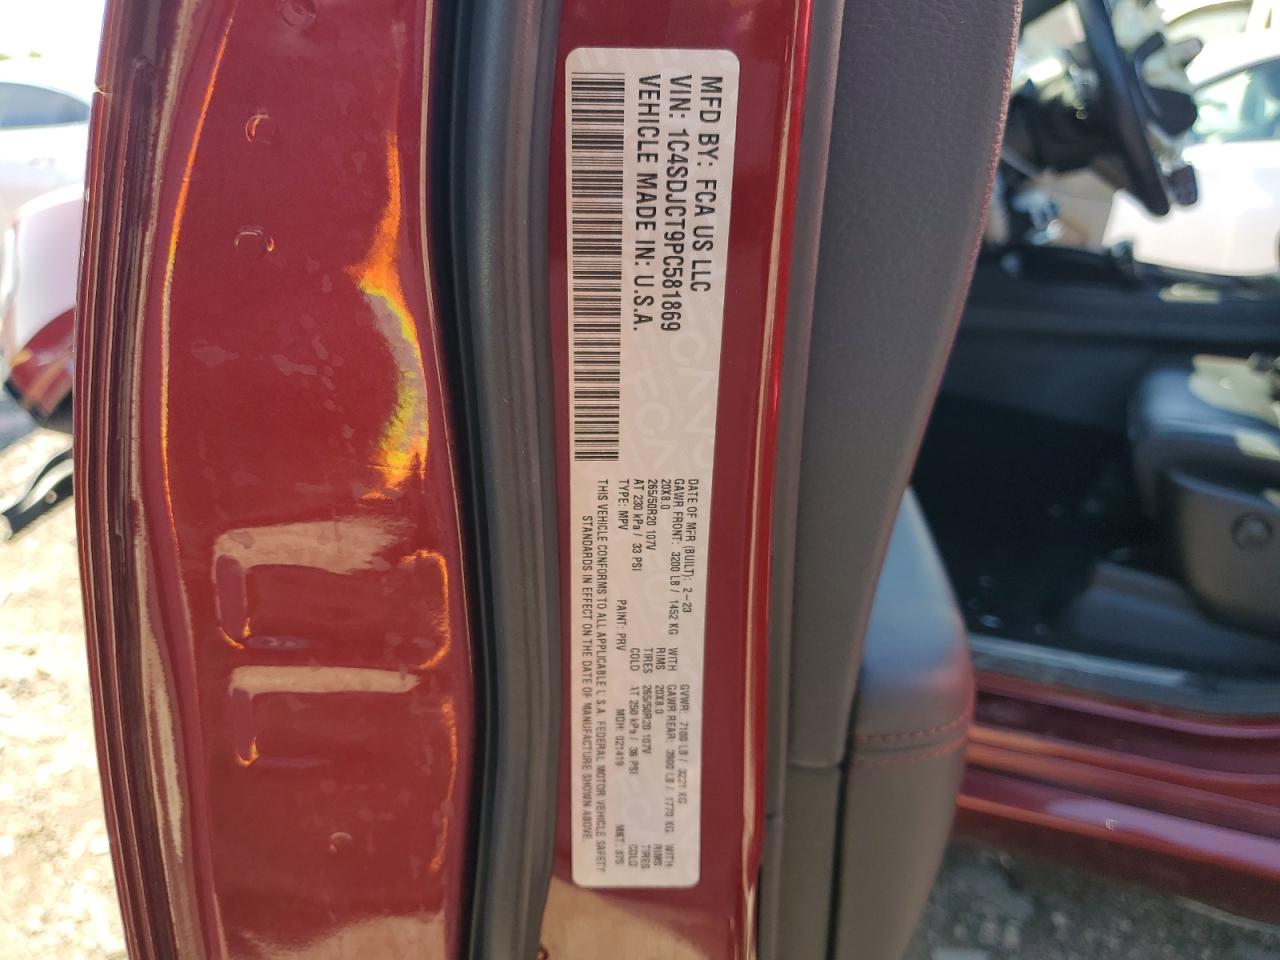 MFD BY: FCA US LLC
VIN: 1C4SDJCT9PC581869
VEHICLE MADE IN: U.S.A.
DATE OF MFR (BUILT): 2-23 GVWR: 7100 LB / 3221 KG
GAWR FRONT: 3200 LB / 1452 KG WITH GAWR REAR: 3900 LB / 1770 KG WITH
20X8.0 RIMS 20X8.0 RIMS
265/50R20 107V TIRES 265/50R20 107V TIRES
AT 230 kPa / 33 PSI COLD AT 250 kPa / 36 PSI COLD
TYPE: MPV PAINT: PRV MDH: 021419 MKT:
THIS VEHICLE CONFORMS TO ALL APPLICABLE U.S.A. FEDERAL MOTOR VEHICLE SAFETY
STANDARDS IN EFFECT ON THE DATE OF MANUFACTURE SHOWN ABOVE.